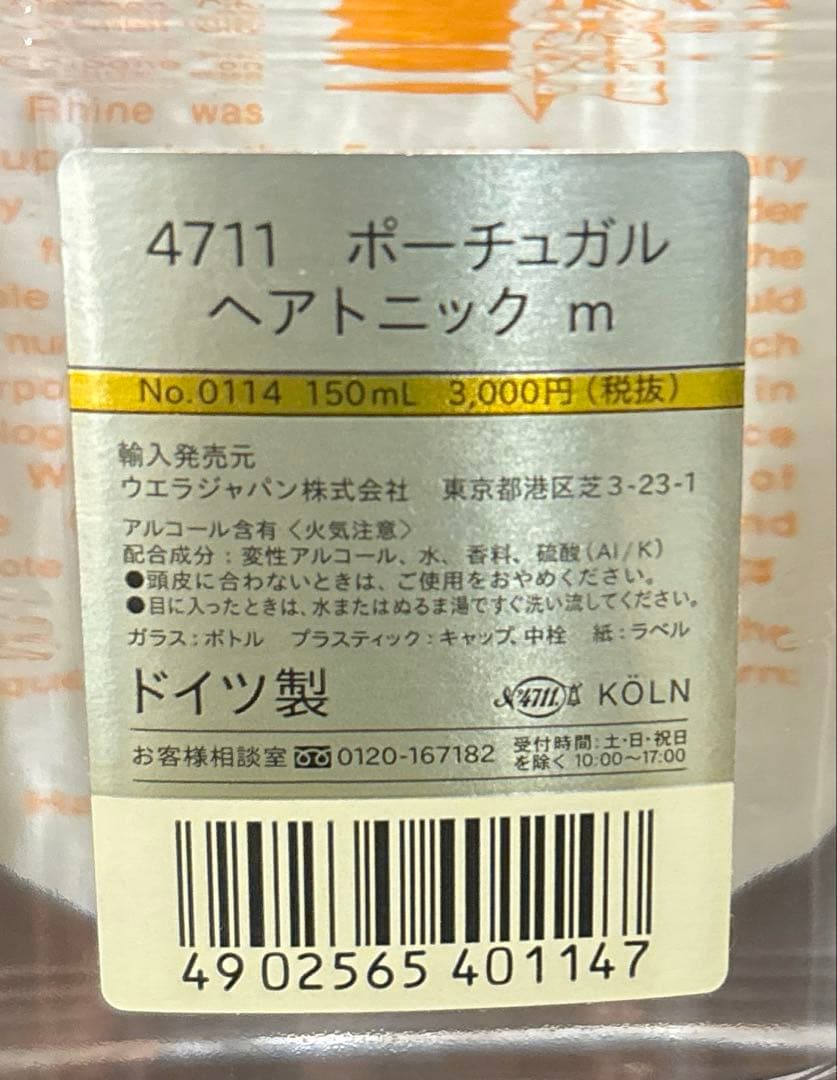 Rhine was
4711 ポーチュガル
ヘアトニック m
No.0114 150mL 3,000円(税抜)
輸入発売元
ウエラジャパン株式会社 東京都港区芝3-23-1
アルコール含有〈火気注意〉
配合成分：変性アルコール、水、香料、硫酸(Al/K)
●頭皮に合わないときは、ご使用をおやめください。
●目に入ったときは、水またはぬるま湯ですぐ洗い流してください。
ガラス：ボトル プラスティック：キャップ、中栓 紙：ラベル
ドイツ製 Nº4711. KÖLN
お客様相談室 0120-167182 受付時間：土・日・祝日
を除く 10:00〜17:00
4902565401147